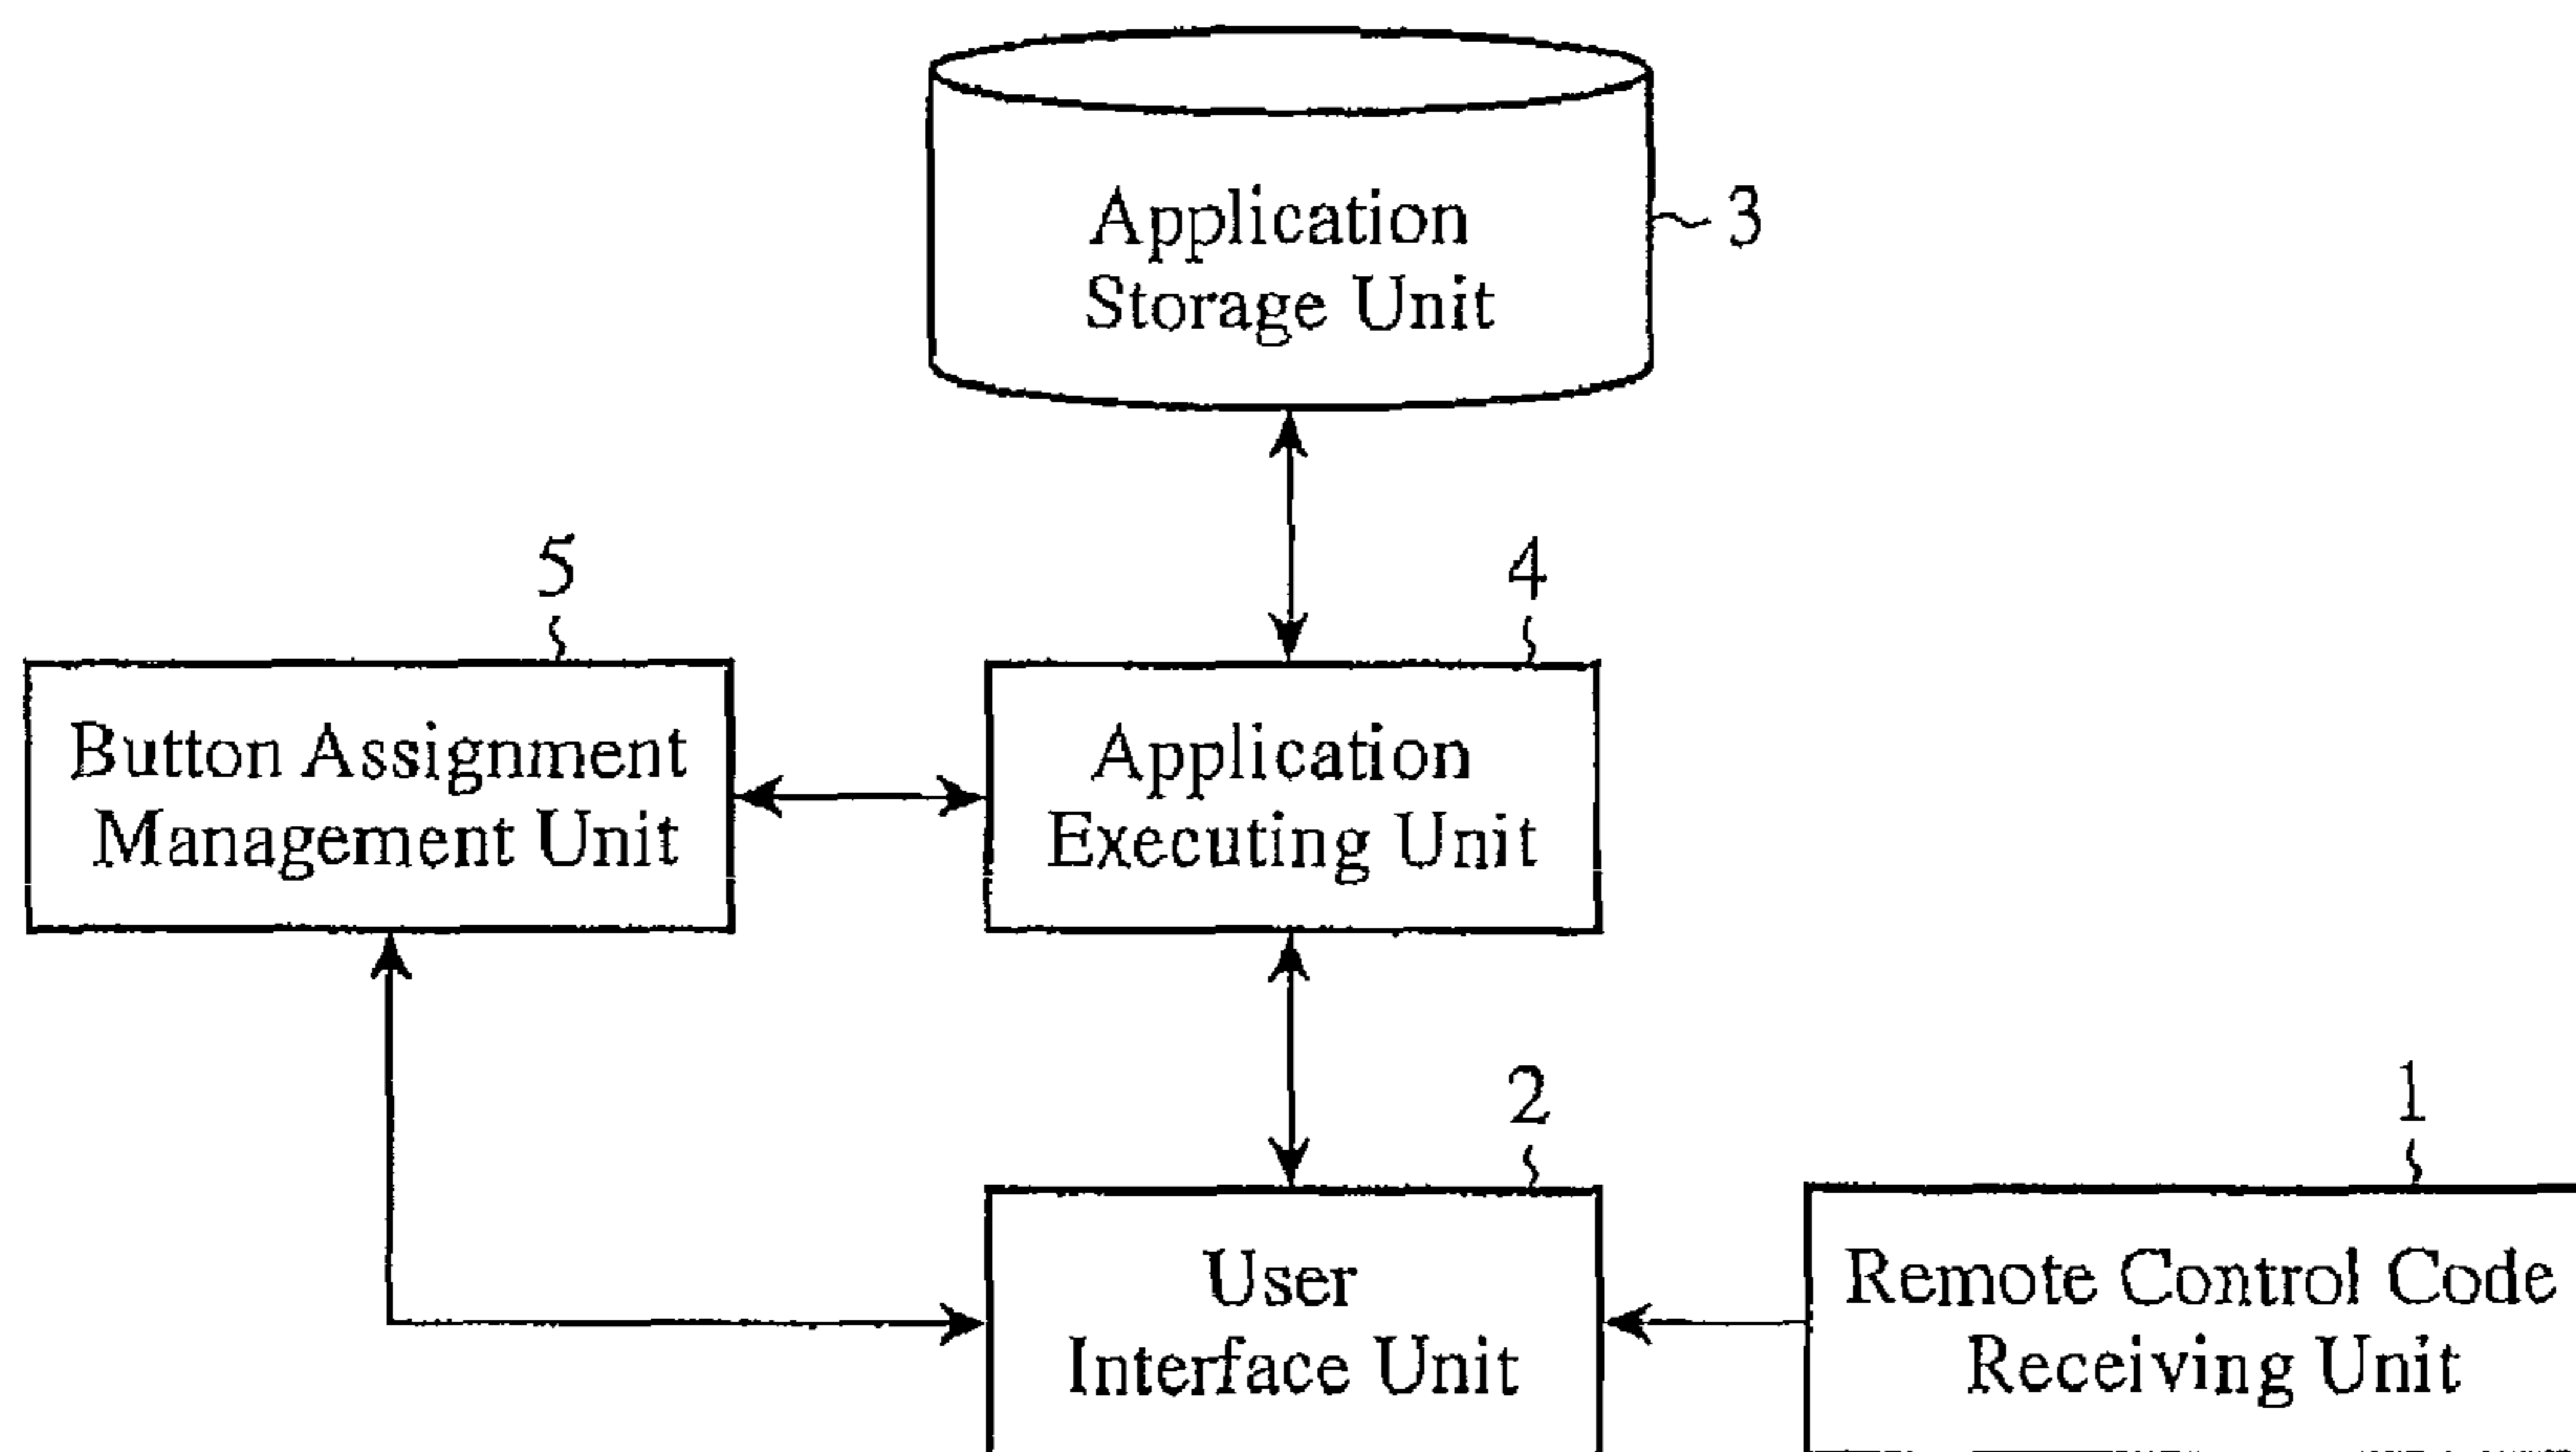 Application
Storage Unit
3
5
4
Button Assignment
Management Unit
Application
Executing Unit
2
1
User
Interface Unit
Remote Control Code
Receiving Unit